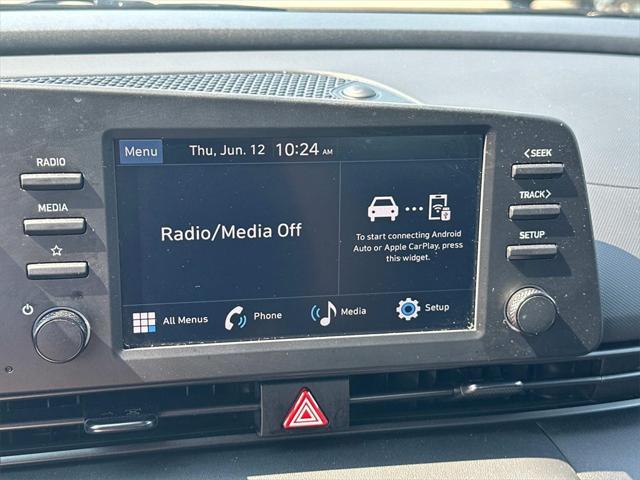 RADIO
MEDIA
Menu Thu, Jun. 12 10:24 AM
Radio/Media Off
To start connecting Android
Auto or Apple CarPlay, press
this widget.
All Menus Phone Media Setup
< SEEK
TRACK >
SETUP